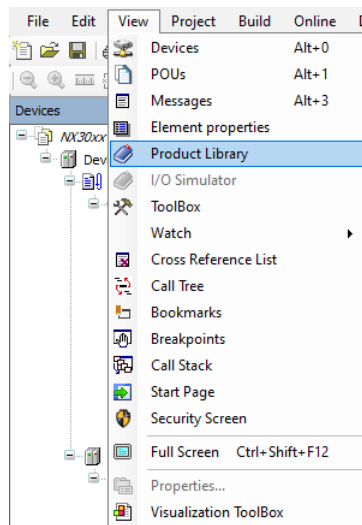 File Edit View Project Build Online
Devices Alt+0
POUs Alt+1
Messages Alt+3
Devices
Element properties
NX30xx
Product Library
Dev
I/O Simulator
ToolBox
Watch
Cross Reference List
Call Tree
Bookmarks
Breakpoints
Call Stack
Start Page
Security Screen
Full Screen Ctrl+Shift+F12
Properties...
Visualization ToolBox